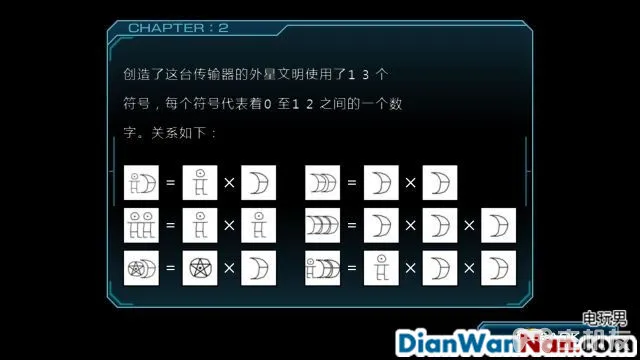 CHAPTER : 2
创造了这台传输器的外星文明使用了1 3 个
符号，每个符号代表着0 至1 2 之间的一个数
字。关系如下：
= ×
= ×
= ×
= × ×
= ×
= × ×
电玩男
DianWanNan.com